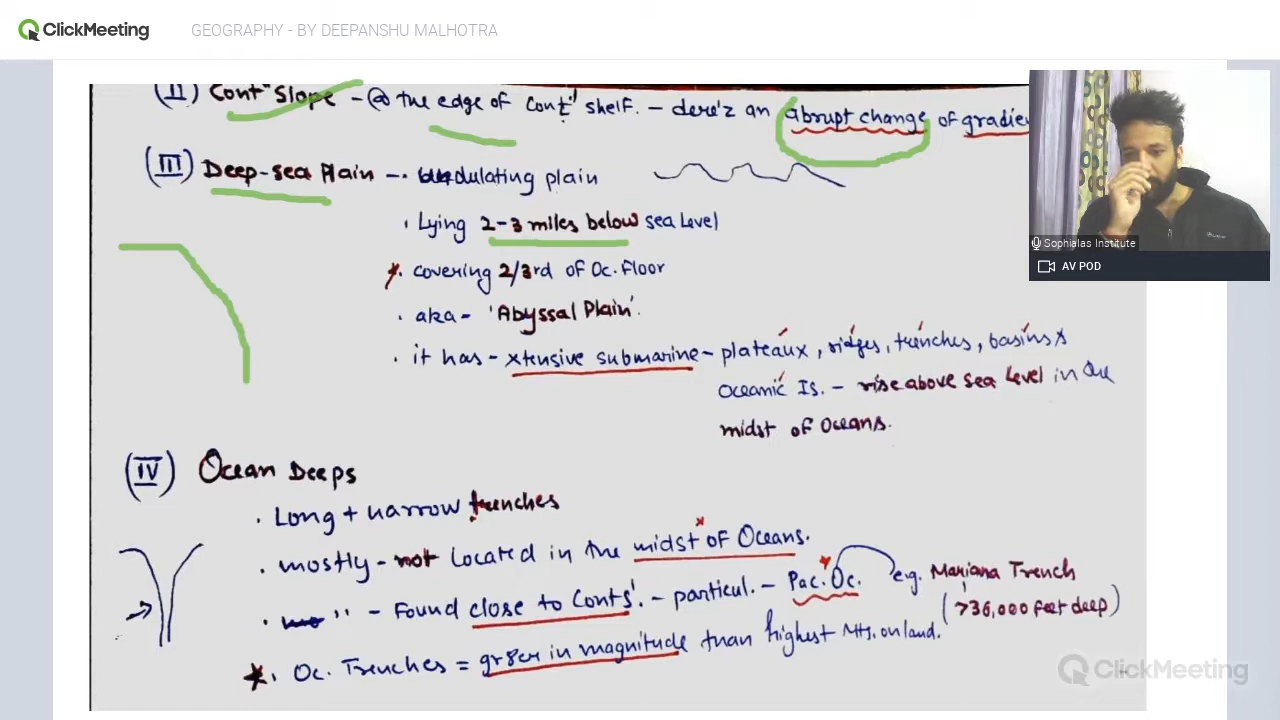 ClickMeeting GEOGRAPHY - BY DEEPANSHU MALHOTRA
(II) Contⁿ Slope - @ the edge of Contˡ shelf. - dere'z an abrupt change of gradie
(III) Deep-sea Plain - · undulating plain
· Lying 2-3 miles below sea Level
* · covering 2/3rd of Oc. Floor
· aka - 'Abyssal Plain'.
· it has - xtensive submarine - plateaux, ridges, trenches, basins &
Oceanic Is. - rise above sea level in the
midst of Oceans.
(IV) Ocean Deeps
· Long + narrow trenches
· mostly - not Located in the midst of Oceans.
· " - Found close to Conts'. - particul. - Pac. Oc. e.g. Mariana Trench
(>36,000 feet deep)
* · Oc. Trenches = gr8er in magnitude than highest Mts. on land.
Sophialas Institute
AV POD
ClickMeeting